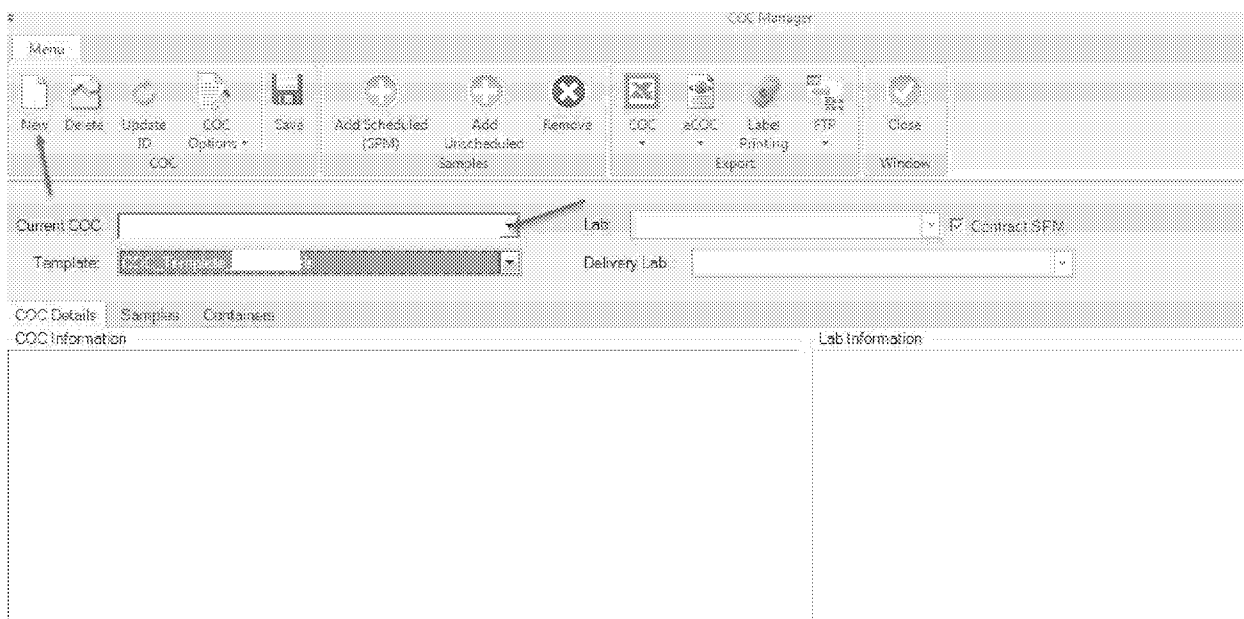 COC Manager
Menu
New Delete Update ID COC Options Save Add Scheduled (SPM) Add Unscheduled Remove COC eCOC Label Printing FTP Close
COC Samples Export Window
Current COC: Lab: Contract SPM
Template: COC Template Delivery Lab:
COC Details Samples Containers
COC Information Lab Information